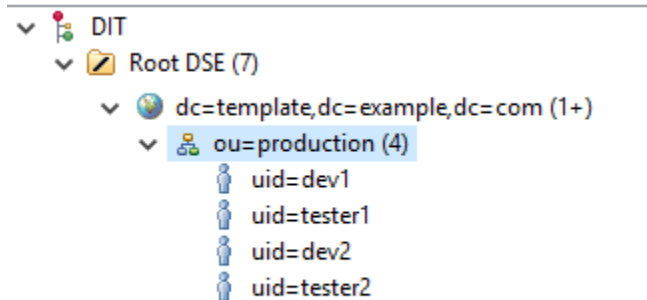 DIT
Root DSE (7)
dc=template,dc=example,dc=com (1+)
ou=production (4)
uid=dev1
uid=tester1
uid=dev2
uid=tester2